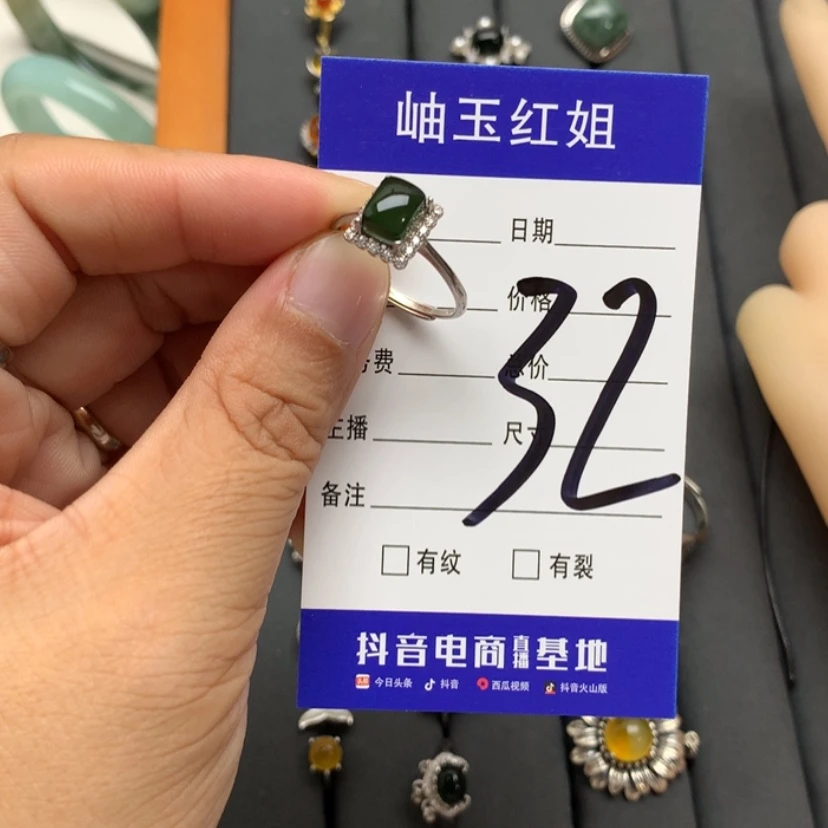 岫玉红姐
日期
价格
费 总价
主播 尺寸
32
备注
有纹 有裂
抖音电商直播基地
今日头条 抖音 西瓜视频 抖音火山版